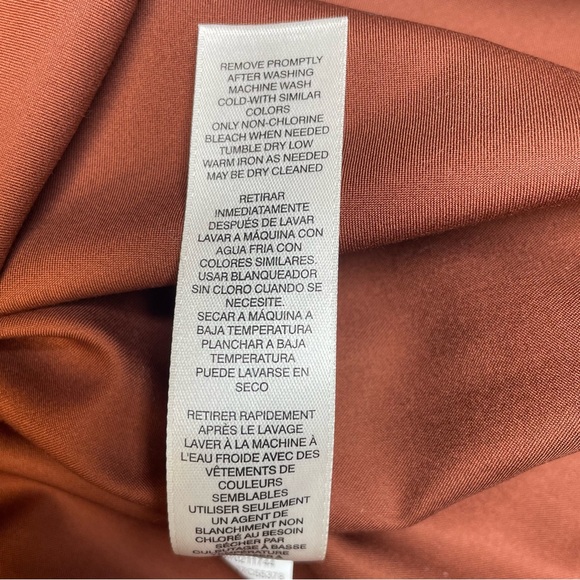 REMOVE PROMPTLY
AFTER WASHING
MACHINE WASH
COLD-WITH SIMILAR
COLORS
ONLY NON-CHLORINE
BLEACH WHEN NEEDED
TUMBLE DRY LOW
WARM IRON AS NEEDED
MAY BE DRY CLEANED
RETIRAR
INMEDIATAMENTE
DESPUÉS DE LAVAR
LAVAR A MÁQUINA CON
AGUA FRIA CON
COLORES SIMILARES.
USAR BLANQUEADOR
SIN CLORO CUANDO SE
NECESITE.
SECAR A MÁQUINA A
BAJA TEMPERATURA
PLANCHAR A BAJA
TEMPERATURA
PUEDE LAVARSE EN
SECO
RETIRER RAPIDEMENT
APRÈS LE LAVAGE
LAVER À LA MACHINE À
L'EAU FROIDE AVEC DES
VÊTEMENTS DE
COULEURS
SEMBLABLES
UTILISER SEULEMENT
UN AGENT DE
BLANCHIMENT NON
CHLORÉ AU BESOIN
SÉCHER PAR
CULBUTAGE À BASSE